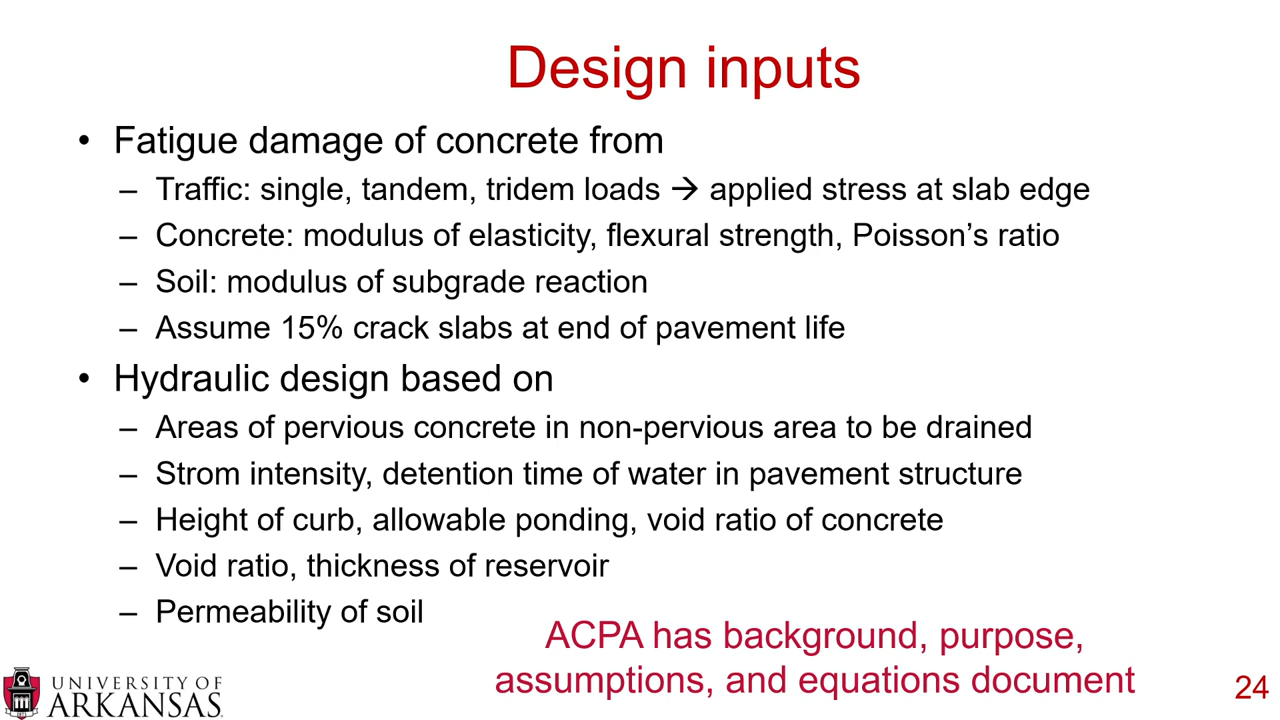 Design inputs
• Fatigue damage of concrete from
– Traffic: single, tandem, tridem loads → applied stress at slab edge
– Concrete: modulus of elasticity, flexural strength, Poisson’s ratio
– Soil: modulus of subgrade reaction
– Assume 15% crack slabs at end of pavement life
• Hydraulic design based on
– Areas of pervious concrete in non-pervious area to be drained
– Strom intensity, detention time of water in pavement structure
– Height of curb, allowable ponding, void ratio of concrete
– Void ratio, thickness of reservoir
– Permeability of soil
ACPA has background, purpose,
assumptions, and equations document
UNIVERSITY OF
ARKANSAS
24